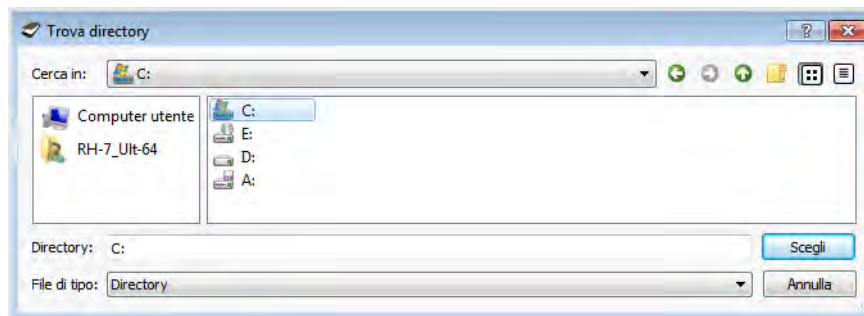 Trova directory
Cerca in: C:
Computer utente
RH-7_Ult-64
C:
E:
D:
A:
Directory: C:
Scegli
File di tipo: Directory
Annulla